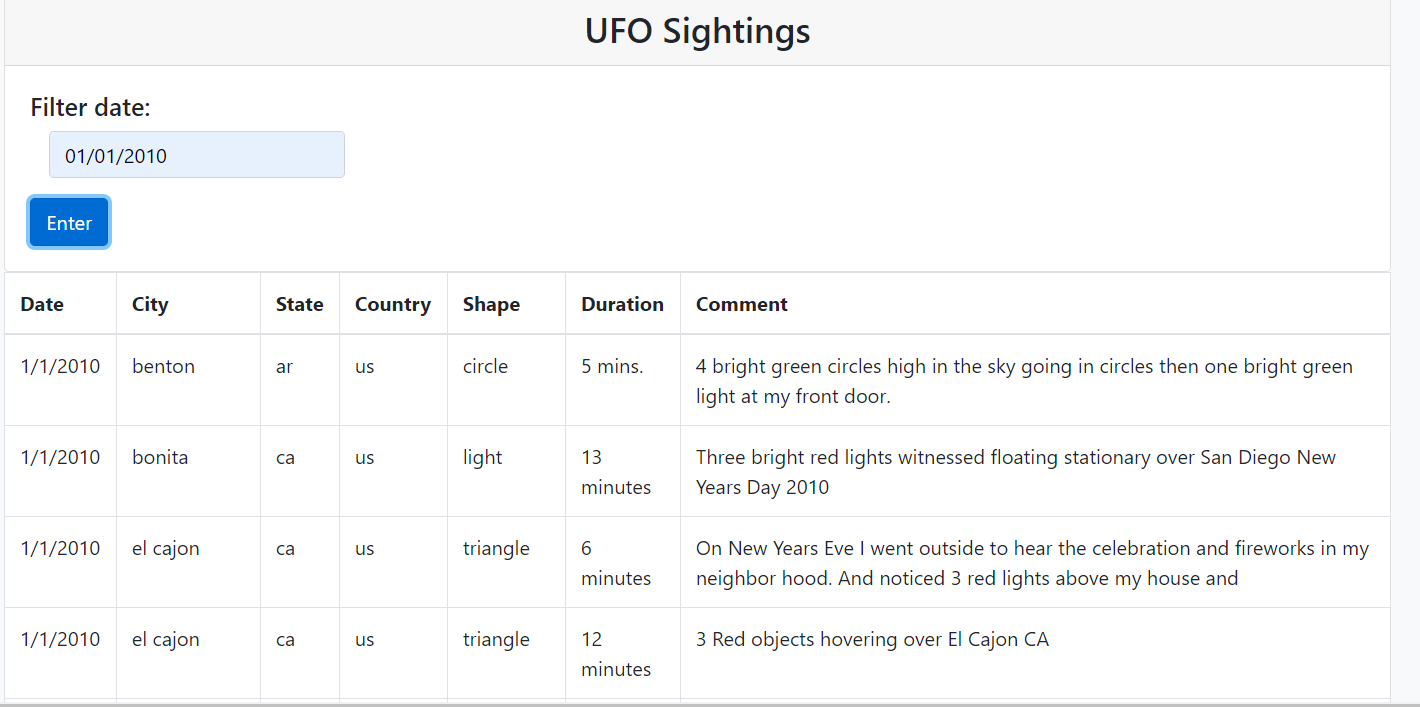 UFO Sightings
Filter date:
01/01/2010
Enter
Date City State Country Shape Duration Comment
1/1/2010 benton ar us circle 5 mins. 4 bright green circles high in the sky going in circles then one bright green
light at my front door.
1/1/2010 bonita ca us light 13 Three bright red lights witnessed floating stationary over San Diego New
minutes Years Day 2010
1/1/2010 el cajon ca us triangle 6 On New Years Eve I went outside to hear the celebration and fireworks in my
minutes neighbor hood. And noticed 3 red lights above my house and
1/1/2010 el cajon ca us triangle 12 3 Red objects hovering over El Cajon CA
minutes